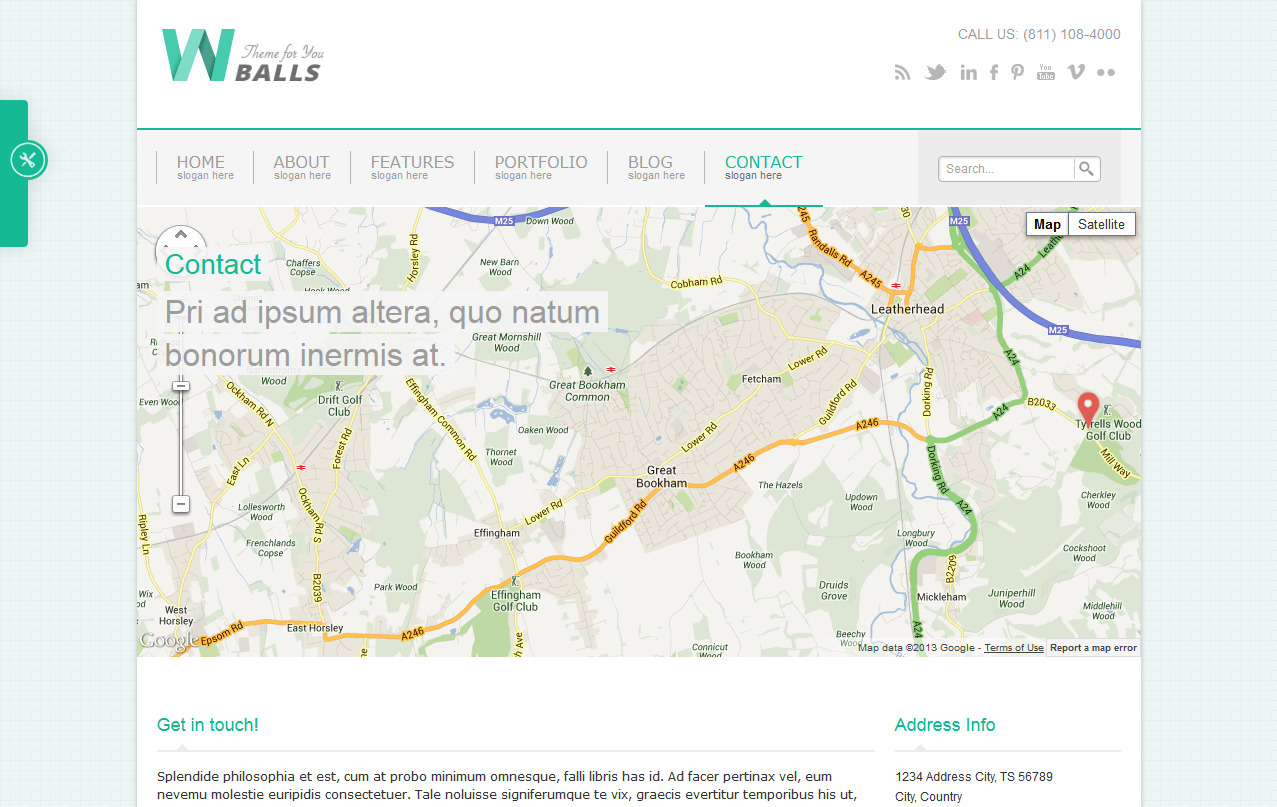 W Theme for You
BALLS
CALL US: (811) 108-4000
You
Tube
HOME
slogan here
ABOUT
slogan here
FEATURES
slogan here
PORTFOLIO
slogan here
BLOG
slogan here
CONTACT
slogan here
Search...
Map Satellite
Contact
Pri ad ipsum altera, quo natum
bonorum inermis at.
M25
Down Wood
A245
Randalls Rd
A245
B2430
M25
A24
Horsley Rd
Chaffers
Copse
New Barn
Wood
Cobham Rd
Leatherhead
M25
Great Mornshill
Wood
A24
Lower Rd
Fetcham
Great Bookham
Common
Guildford Rd
Dorking Rd
Drift Golf
Club
Even Wood
Ockham Rd N
Effingham Common Rd
Oaken Wood
Lower Rd
A246
A24
B2033
Tyrrells Wood
Golf Club
Forest Rd
East Ln
Thornet
Wood
A246
Great
Bookham
Dorking Rd
Mill Way
The Hazels
Updown
Wood
Cherkley
Wood
Ockham Rd S
Lollesworth
Wood
Lower Rd
Guildford Rd
A24
Ripley Ln
Effingham
Longbury
Wood
Frenchlands
Copse
Bookham
Wood
Cockshoot
Wood
B2209
B2039
Park Wood
Druids
Grove
Juniperhill
Wood
Mickleham
Wix
Wood
Effingham
Golf Club
Middlehill
Wood
West
Horsley
East Horsley
A246
Epsom Rd
A24
Beechy
Wood
Connicut
Wood
Google
Map data ©2013 Google - Terms of Use Report a map error
Get in touch!
Splendide philosophia et est, cum at probo minimum omnesque, falli libris has id. Ad facer pertinax vel, eum
nevemu molestie euripidis consectetuer. Tale noluisse signiferumque te vix, graecis evertitur temporibus his ut,
Address Info
1234 Address City, TS 56789
City, Country